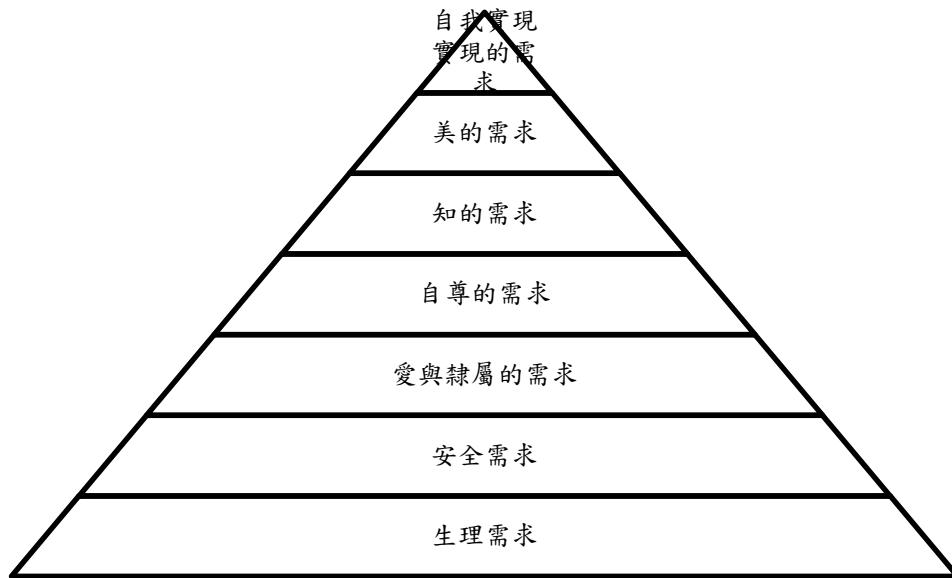 自我實現
實現的需
求
美的需求
知的需求
自尊的需求
愛與隸屬的需求
安全需求
生理需求